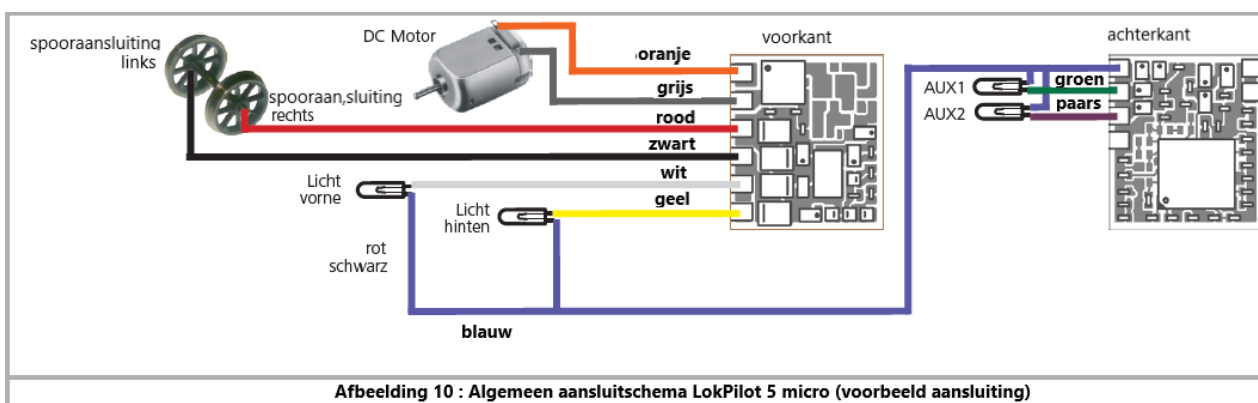 spooraansluiting
links
spooraan,sluiting
rechts
DC Motor
oranje
grijs
rood
zwart
wit
geel
voorkant
achterkant
AUX1
AUX2
groen
paars
Licht
vorne
Licht
hinten
rot
schwarz
blauw
Afbeelding 10 : Algemeen aansluitschema LokPilot 5 micro (voorbeeld aansluiting)